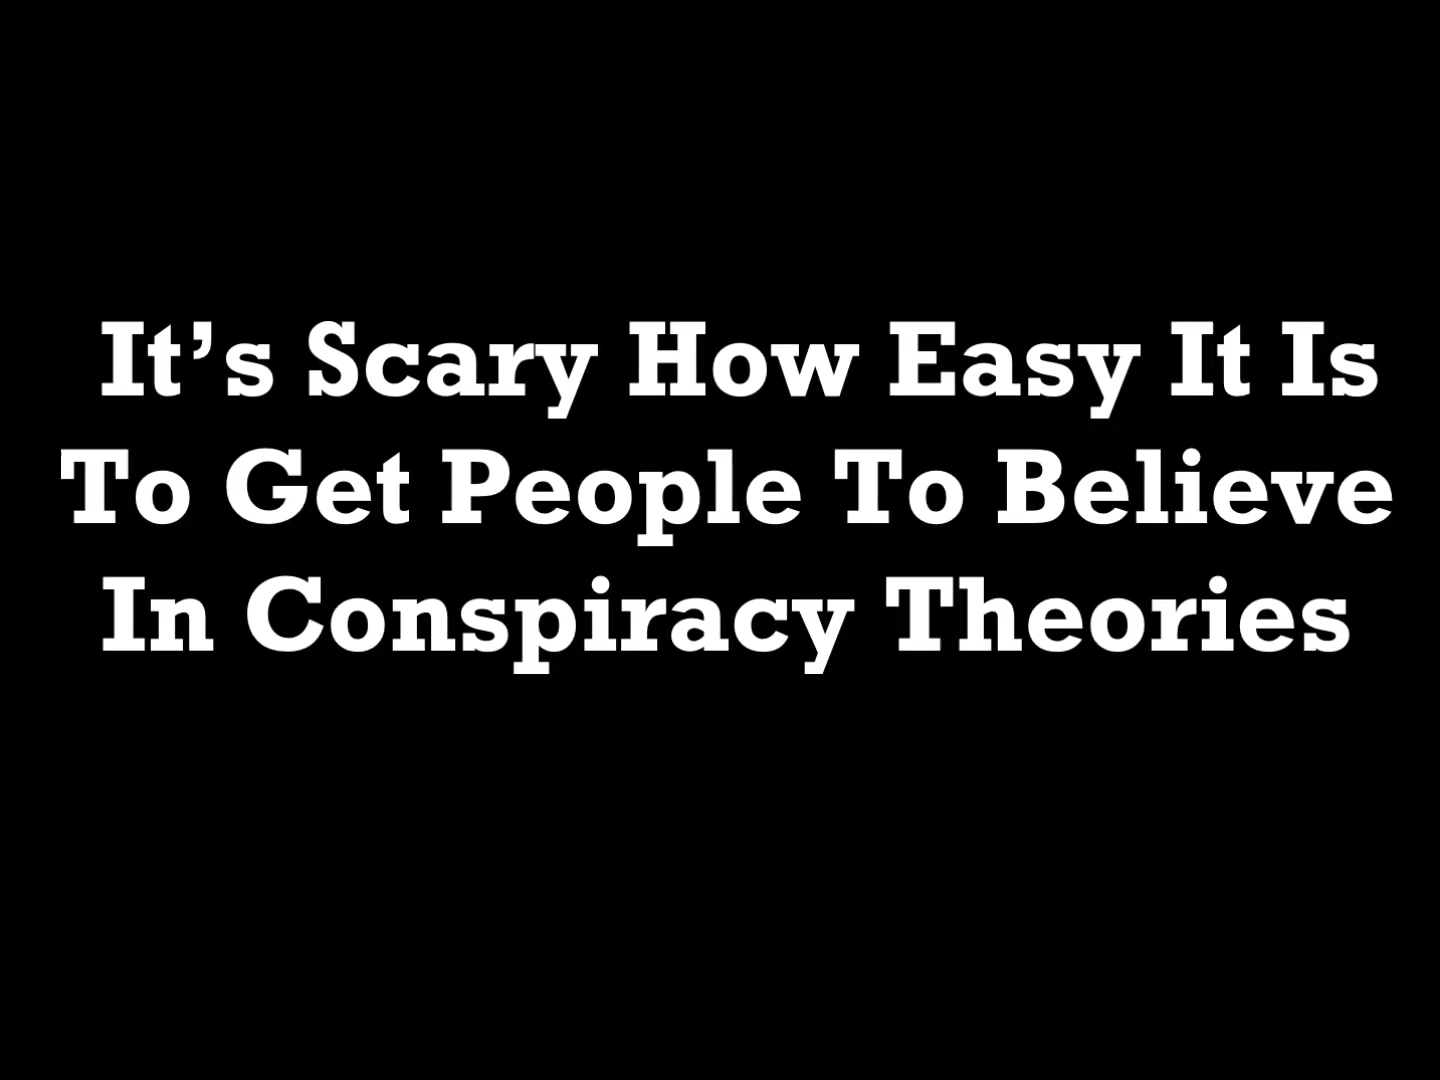 It’s Scary How Easy It Is
To Get People To Believe
In Conspiracy Theories